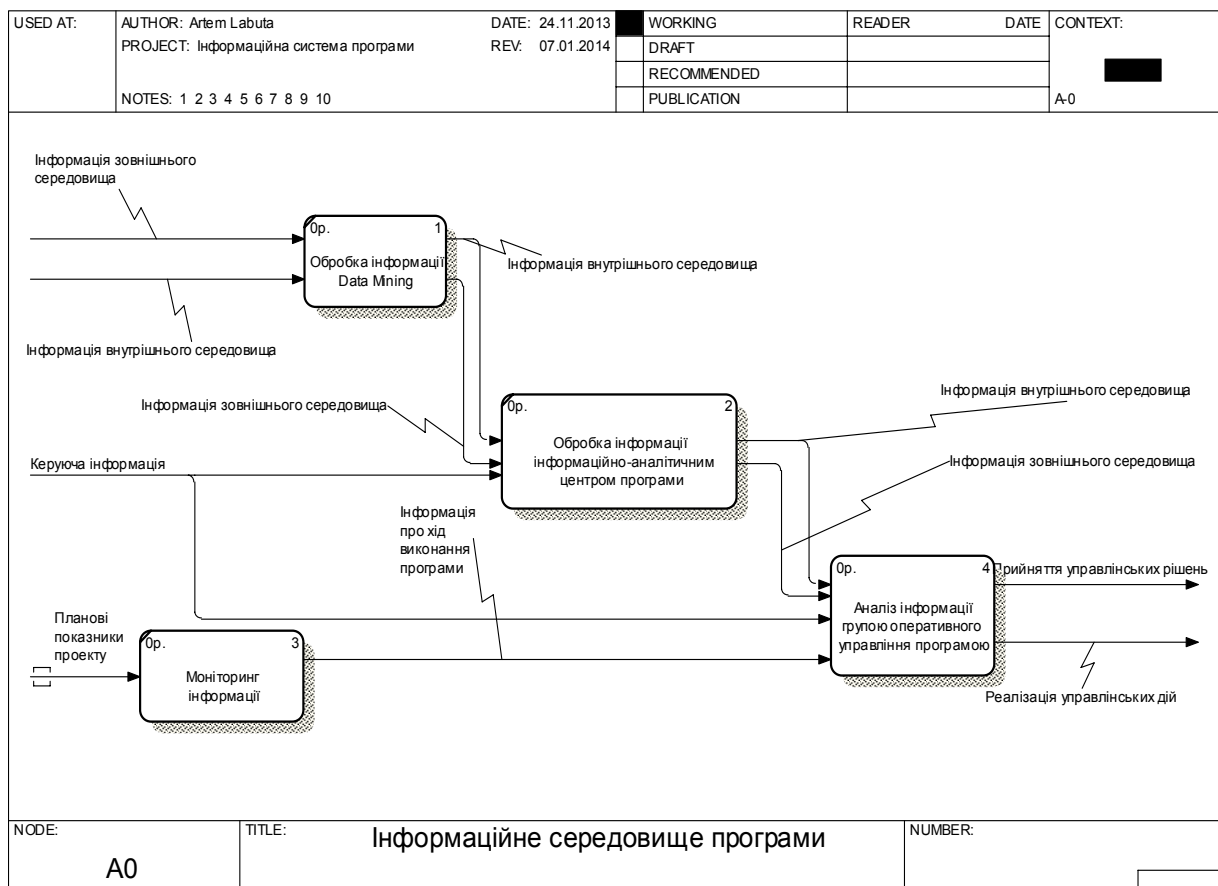 USED AT:
AUTHOR: Artem Labuta
DATE: 24.11.2013
WORKING
READER
DATE
CONTEXT:
PROJECT: Інформаційна система програми
REV: 07.01.2014
DRAFT
RECOMMENDED
NOTES: 1 2 3 4 5 6 7 8 9 10
PUBLICATION
A-0
Інформація зовнішнього
середовища
0р.
1
Обробка інформації
Data Mining
Інформація внутрішнього середовища
Інформація внутрішнього середовища
Інформація зовнішнього середовища
0р.
2
Обробка інформації
інформаційно-аналітичним
центром програми
Інформація внутрішнього середовища
Інформація зовнішнього середовища
Керуюча інформація
Інформація
про хід
виконання
програми
0р.
4
Аналіз інформації
групою оперативного
управління програмою
рийняття управлінських рішень
Реалізація управлінських дій
Планові
показники
проекту
0р.
3
Моніторинг
інформації
NODE:
A0
TITLE:
Інформаційне середовище програми
NUMBER: